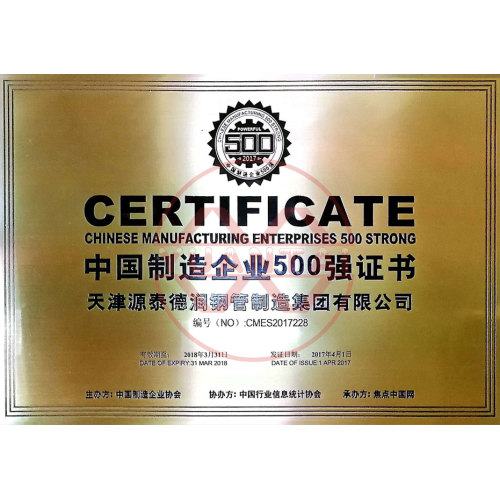 CHINESE MANUFACTURING 500 STRONG
POWERFUL
500
2017
CERTIFICATE
CHINESE MANUFACTURING ENTERPRISES 500 STRONG
中国制造企业500强证书
天津源泰德润钢管制造集团有限公司
编号（NO）:CMES2017228
有效期至： 2018年3月31日 发证日期： 2017年4月1日
DATE OF EXPIRY:31 MAR 2018 DATE OF ISSUE:1 APR 2017
主办方：中国制造企业协会 协办方：中国行业信息统计协会 承办方：焦点中国网